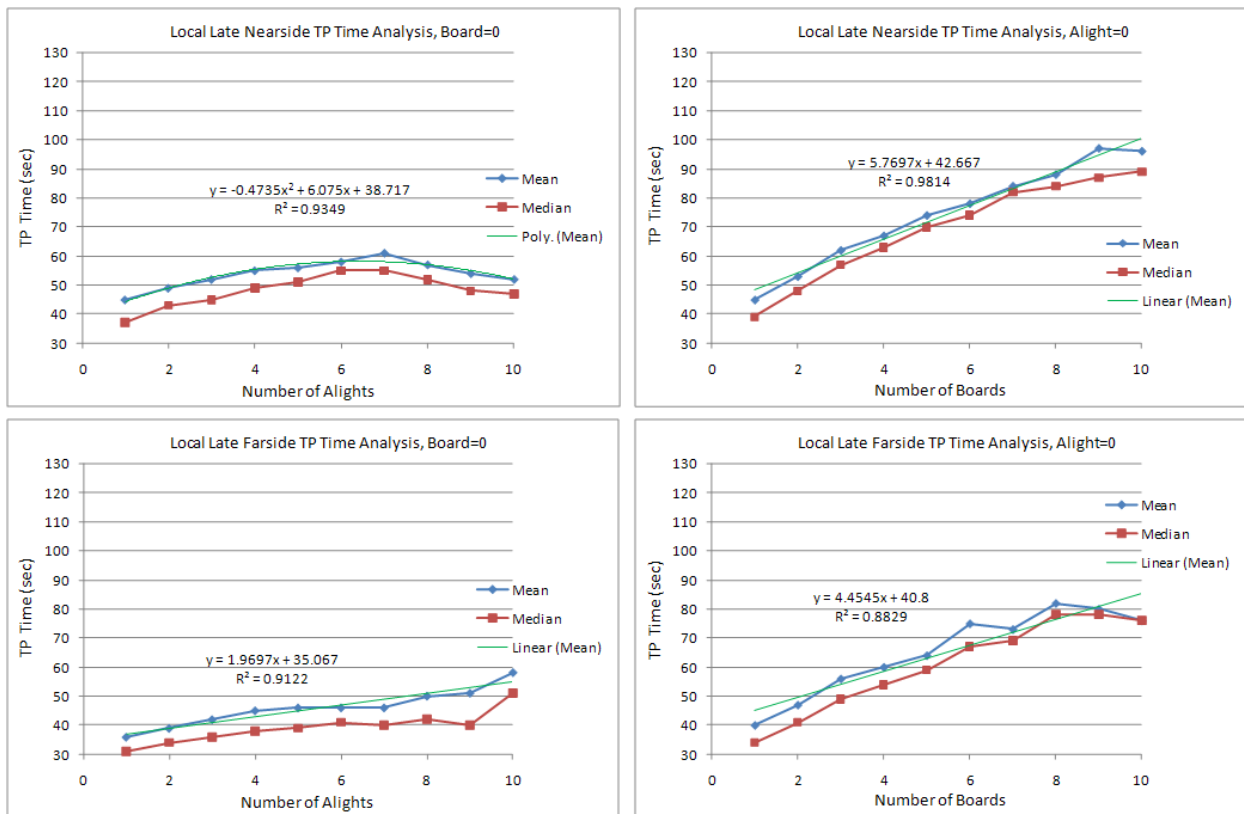 Local Late Nearside TP Time Analysis, Board=0
130
120
110
100
90
80
70
60
50
40
30
TP Time (sec)
y = -0.4735x² + 6.075x + 38.717
R² = 0.9349
Mean
Median
Poly. (Mean)
0 2 4 6 8 10
Number of Alights
Local Late Nearside TP Time Analysis, Alight=0
130
120
110
100
90
80
70
60
50
40
30
TP Time (sec)
y = 5.7697x + 42.667
R² = 0.9814
Mean
Median
Linear (Mean)
0 2 4 6 8 10
Number of Boards
Local Late Farside TP Time Analysis, Board=0
130
120
110
100
90
80
70
60
50
40
30
TP Time (sec)
y = 1.9697x + 35.067
R² = 0.9122
Mean
Median
Linear (Mean)
0 2 4 6 8 10
Number of Alights
Local Late Farside TP Time Analysis, Alight=0
130
120
110
100
90
80
70
60
50
40
30
TP Time (sec)
y = 4.4545x + 40.8
R² = 0.8829
Mean
Median
Linear (Mean)
0 2 4 6 8 10
Number of Boards